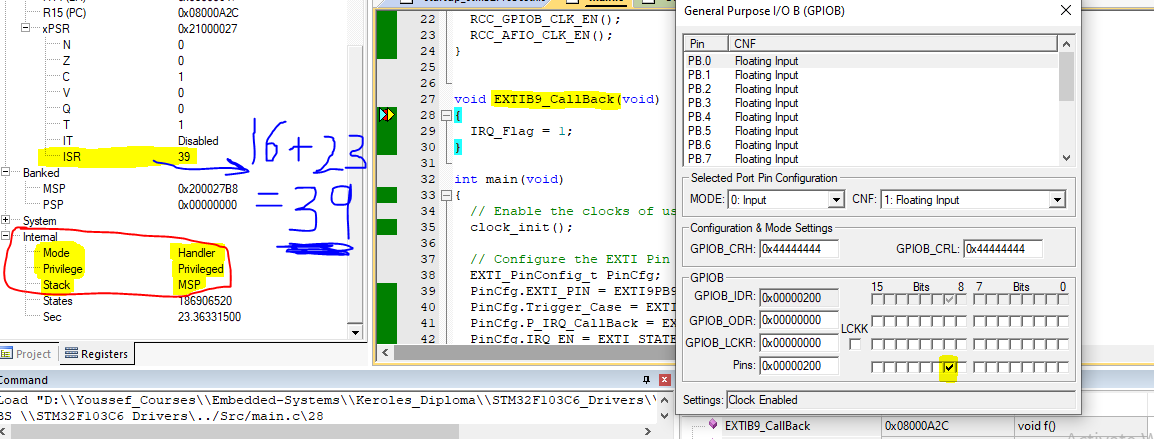 R15 (PC) 0x08000A2C
xPSR 0x21000027
N 0
Z 0
C 1
V 0
Q 0
T 1
IT Disabled
ISR 39
Banked
MSP 0x200027B8
PSP 0x00000000
System
Internal
Mode Handler
Privilege Privileged
Stack MSP
States 186906520
Sec 23.36331500
Project Registers
16+23
=39
22 RCC_GPIOB_CLK_EN();
23 RCC_AFIO_CLK_EN();
24 }
25
26
27 void EXTIB9_CallBack(void)
28 {
29 IRQ_Flag = 1;
30 }
31
32 int main(void)
33 {
34 // Enable the clocks of us
35 clock_init();
36
37 // Configure the EXTI Pin
38 EXTI_PinConfig_t PinCfg;
39 PinCfg.EXTI_PIN = EXTI9PB9
40 PinCfg.Trigger_Case = EXTI
41 PinCfg.P_IRQ_CallBack = EX
42 PinCfg.IRQ_EN = EXTI_STATE
General Purpose I/O B (GPIOB)
Pin CNF
PB.0 Floating Input
PB.1 Floating Input
PB.2 Floating Input
PB.3 Floating Input
PB.4 Floating Input
PB.5 Floating Input
PB.6 Floating Input
PB.7 Floating Input
Selected Port Pin Configuration
MODE: 0: Input CNF: 1: Floating Input
Configuration & Mode Settings
GPIOB_CRH: 0x44444444 GPIOB_CRL: 0x44444444
GPIOB
15 Bits 8 7 Bits 0
GPIOB_IDR: 0x00000200
GPIOB_ODR: 0x00000000
LCKK
GPIOB_LCKR: 0x00000000
Pins: 0x00000200
Settings: Clock Enabled
Command
Load "D:\\Youssef_Courses\\Embedded-Systems\\Keroles_Diploma\\STM32F103C6_Drivers\\
BS \\STM32F103C6_Drivers\../Src/main.c\28
EXTIB9_CallBack 0x08000A2C void f()